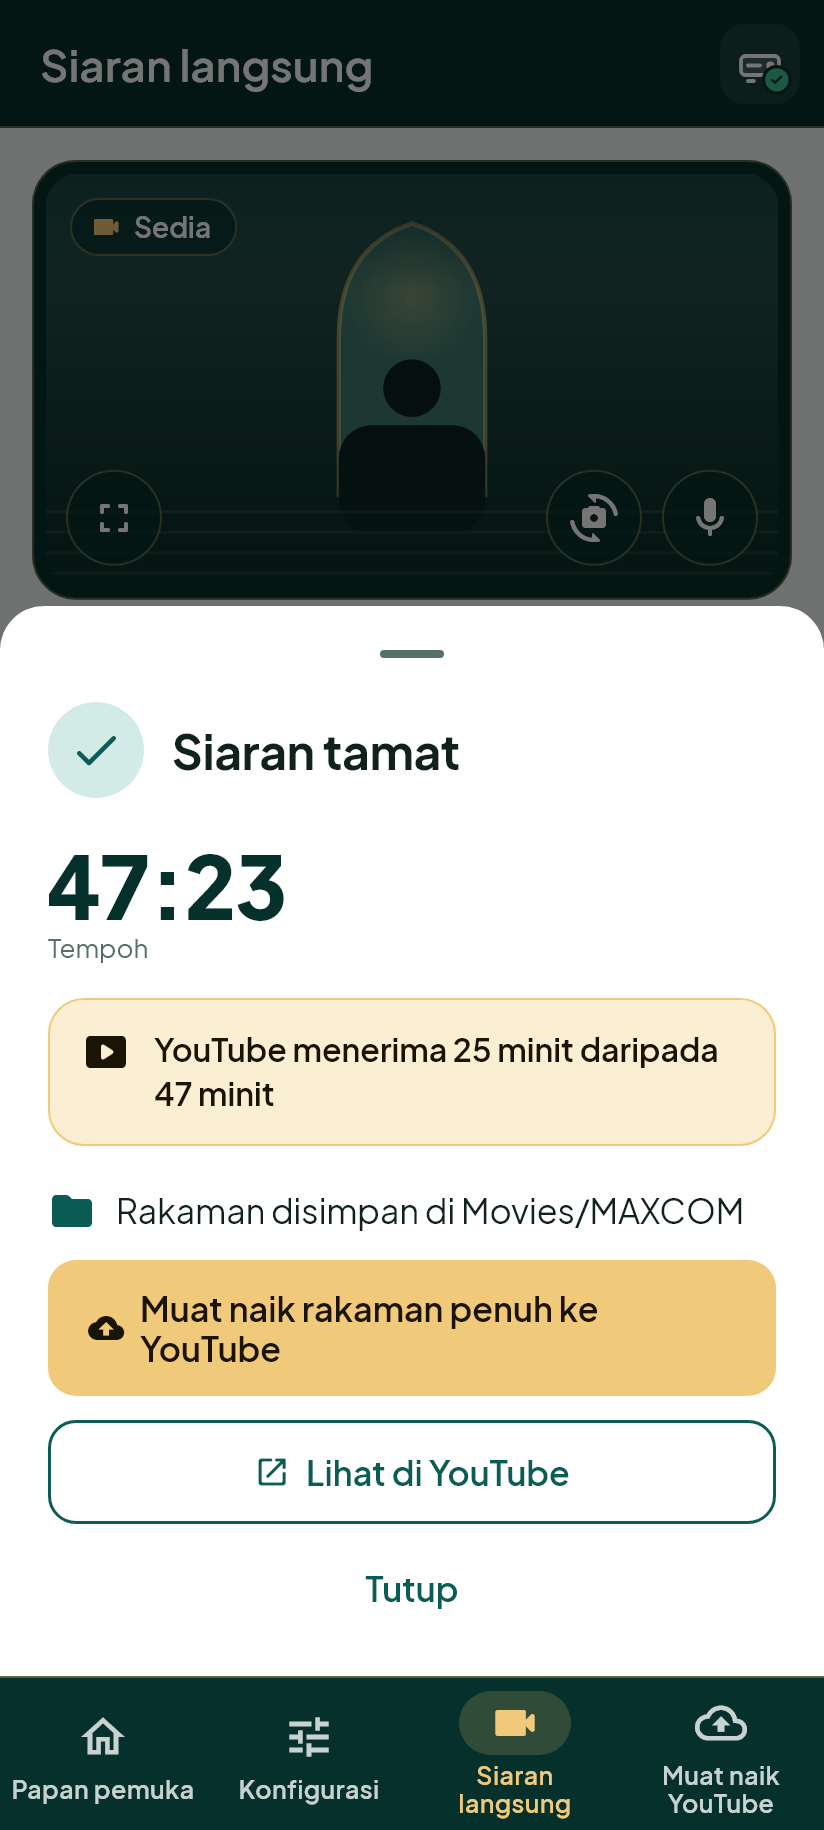 Siaran langsung
Sedia
Siaran tamat
47:23
Tempoh
YouTube menerima 25 minit daripada
47 minit
Rakaman disimpan di Movies/MAXCOM
Muat naik rakaman penuh ke
YouTube
Lihat di YouTube
Tutup
Papan pemuka
Konfigurasi
Siaran
langsung
Muat naik
YouTube